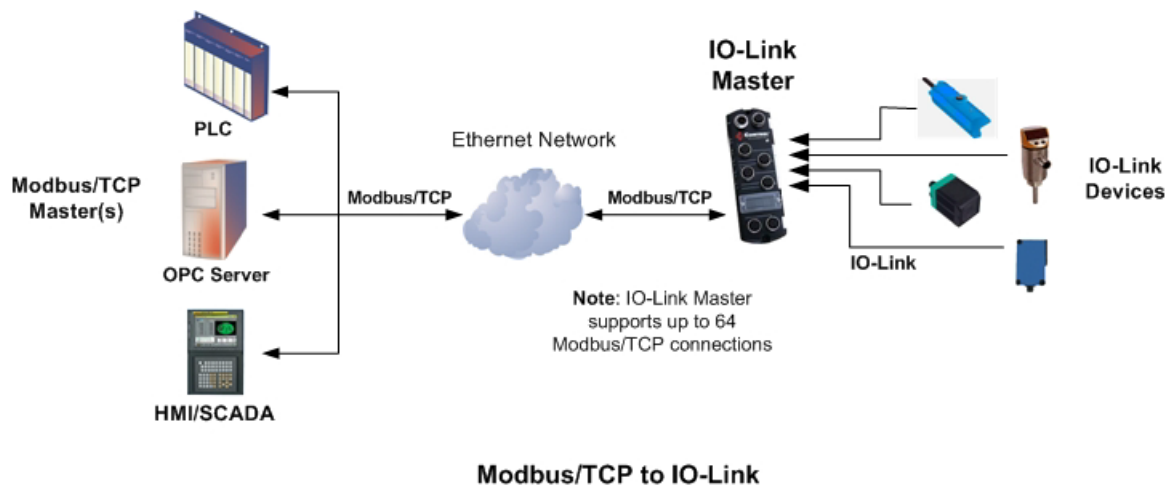 PLC
Modbus/TCP
Master(s)
OPC Server
HMI/SCADA
Modbus/TCP
Ethernet Network
Modbus/TCP
IO-Link
Master
IO-Link
Devices
IO-Link
Note: IO-Link Master
supports up to 64
Modbus/TCP connections
Modbus/TCP to IO-Link